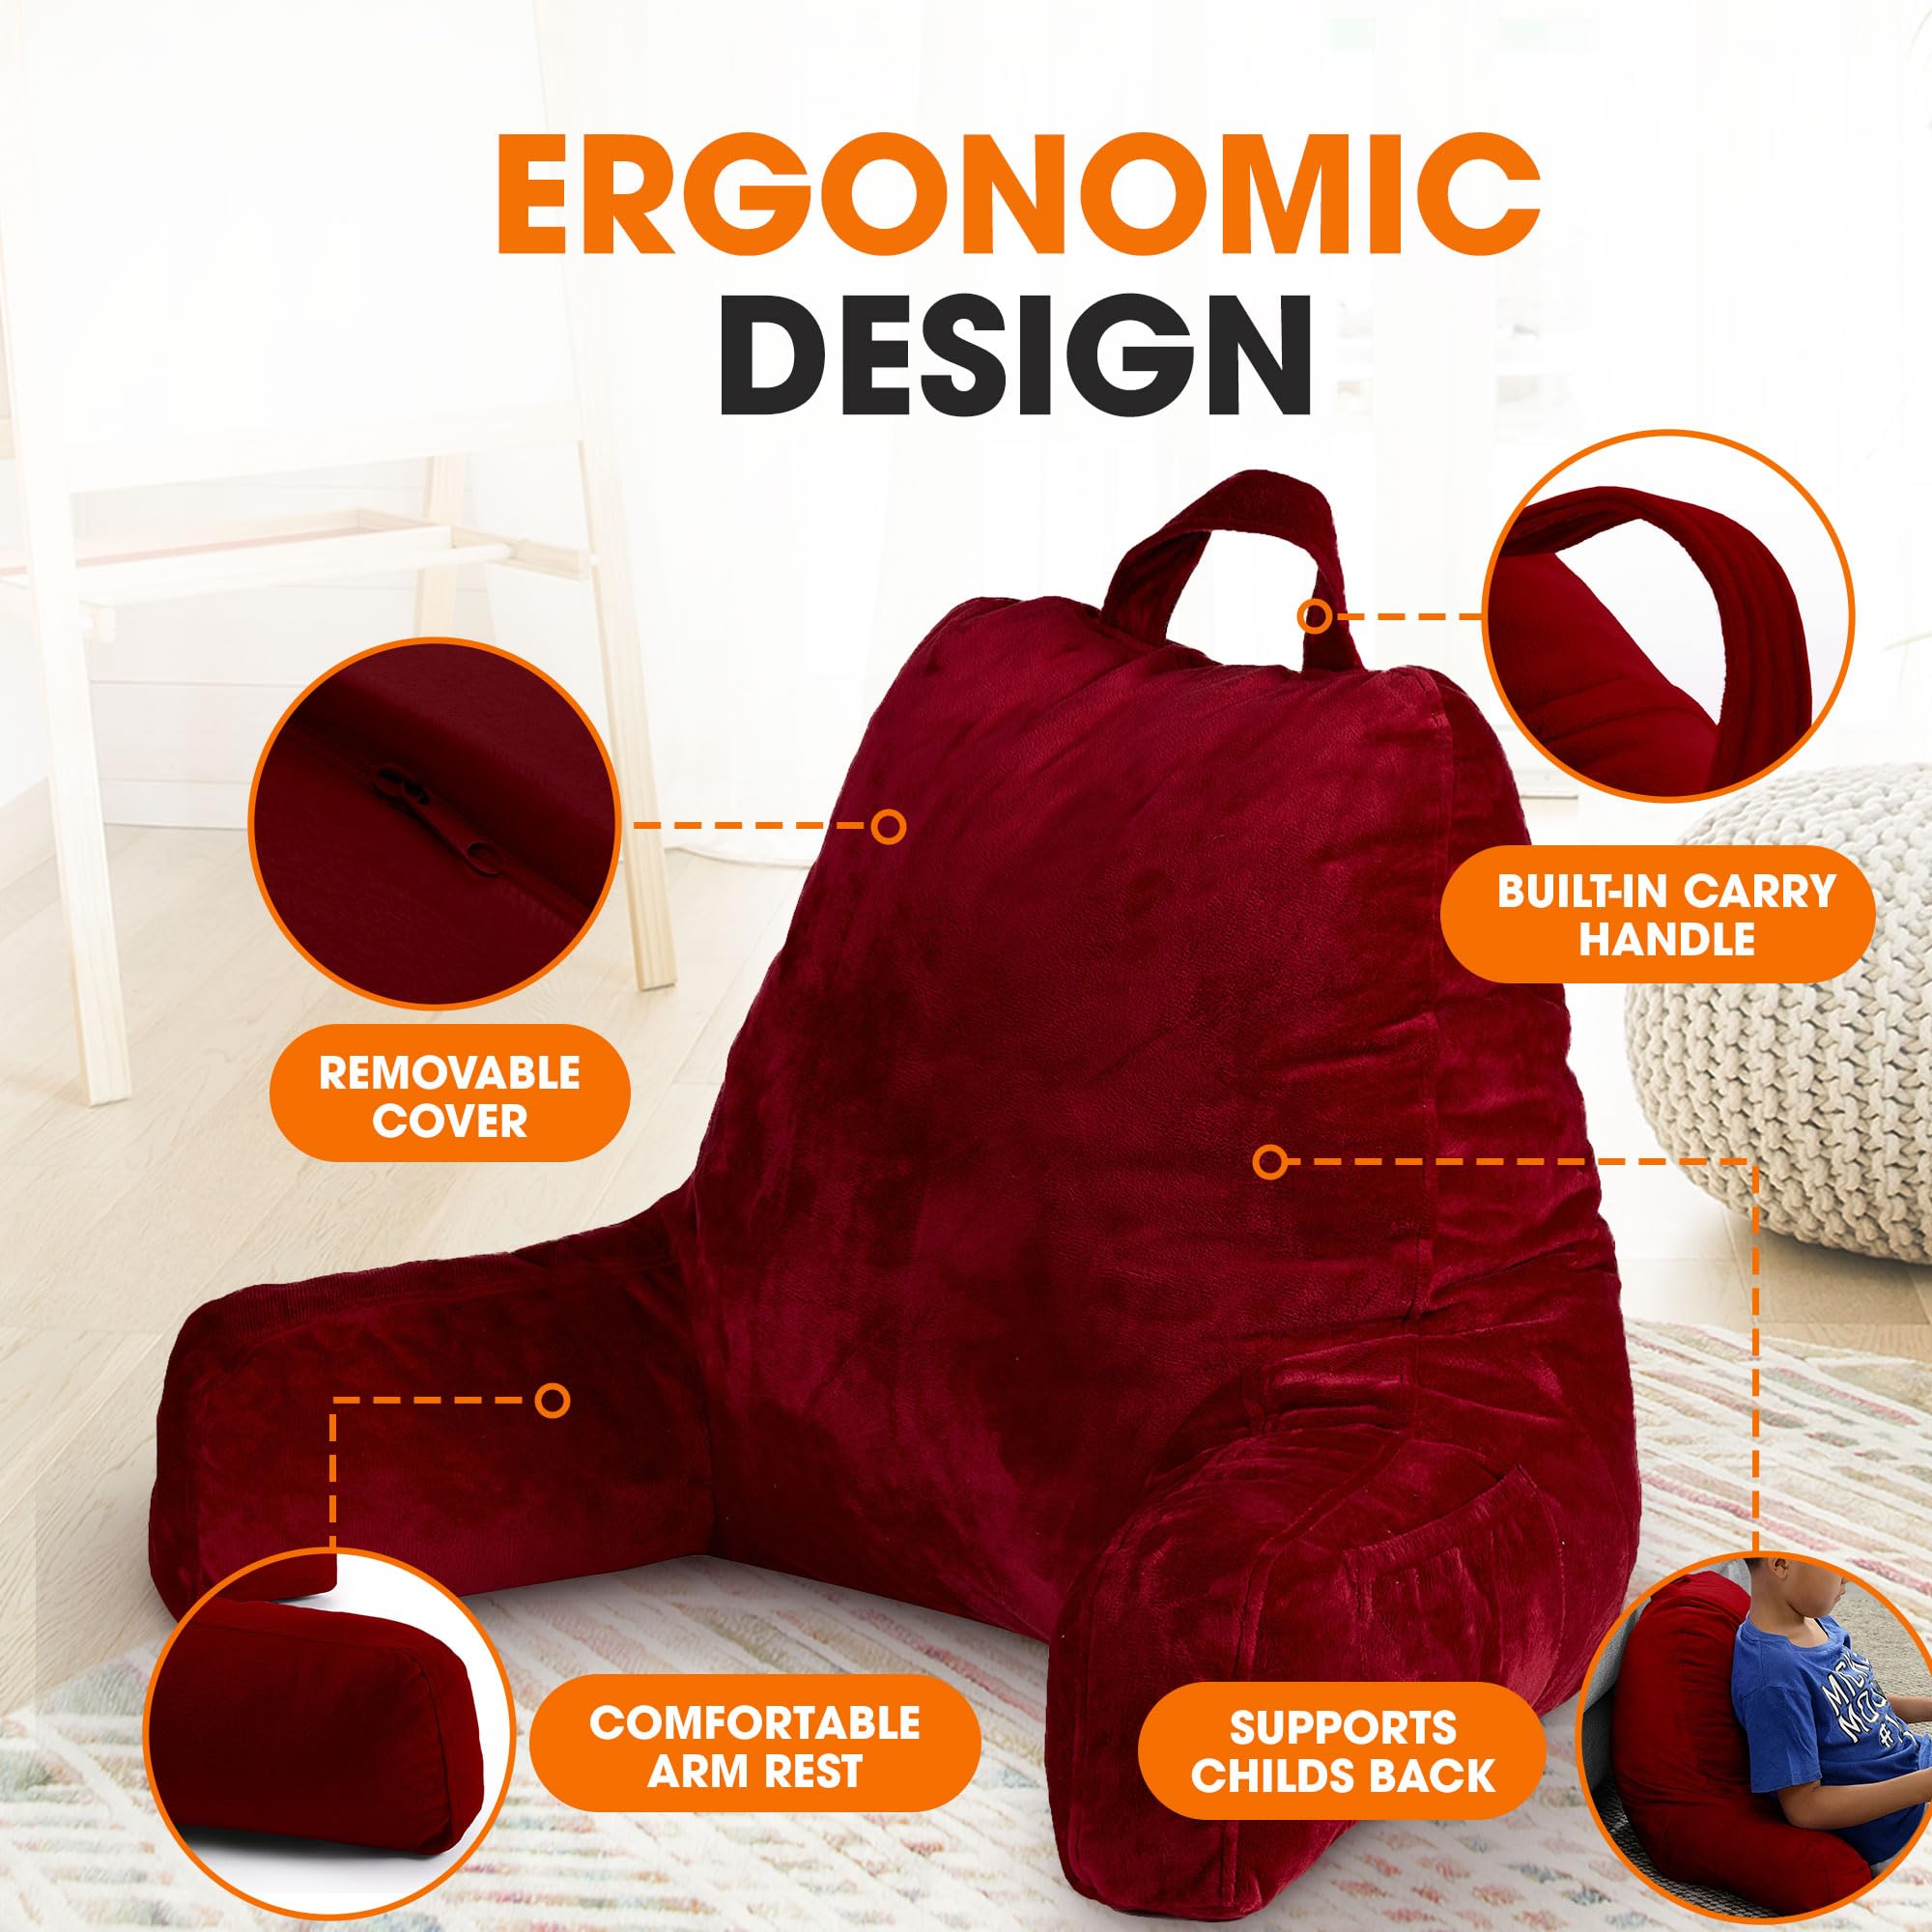 ERGONOMIC
DESIGN
BUILT-IN CARRY
HANDLE
REMOVABLE
COVER
COMFORTABLE
ARM REST
SUPPORTS
CHILDS BACK